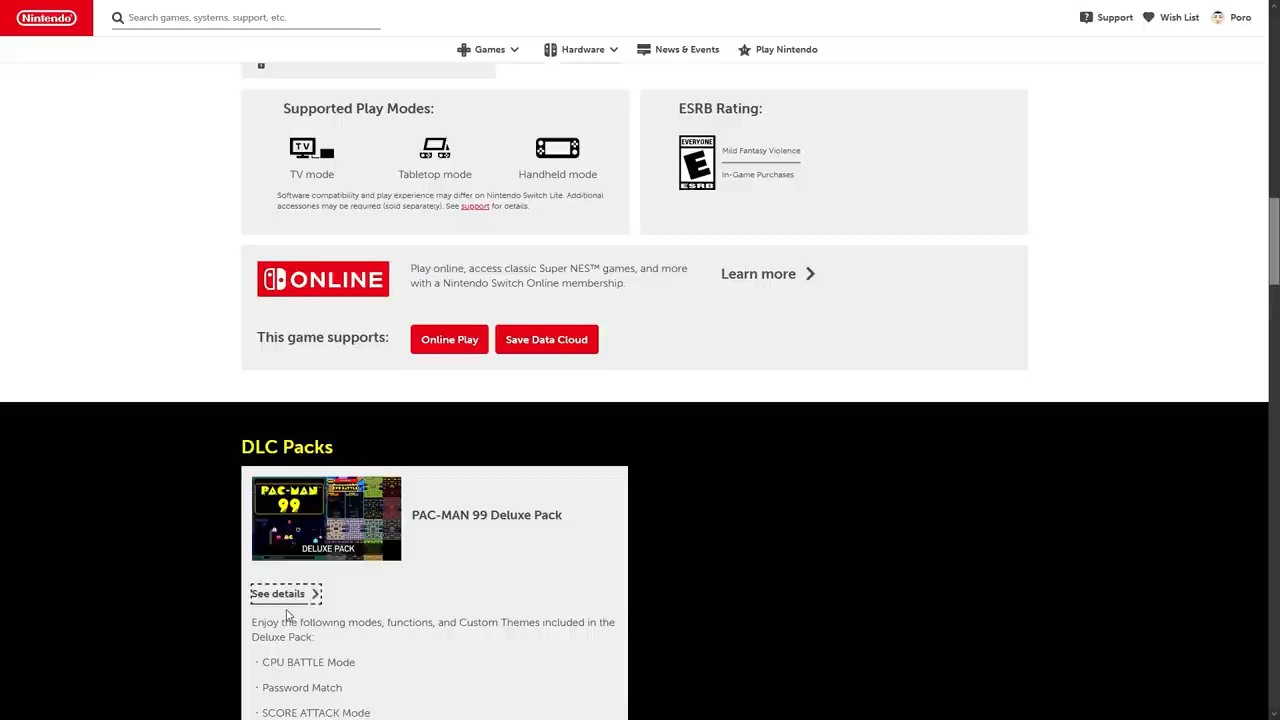 Nintendo
Search games, systems, support, etc.
Support
Wish List
Poro
Games
Hardware
News & Events
Play Nintendo
Supported Play Modes:
TV
TV mode
Tabletop mode
Handheld mode
Software compatibility and play experience may differ on Nintendo Switch Lite. Additional
accessories may be required (sold separately). See support for details.
ESRB Rating:
EVERYONE
E
ESRB
Mild Fantasy Violence
In-Game Purchases
ONLINE
Play online, access classic Super NES™ games, and more
with a Nintendo Switch Online membership.
Learn more
This game supports:
Online Play
Save Data Cloud
DLC Packs
PAC-MAN
99
DELUXE PACK
PAC-MAN 99 Deluxe Pack
See details
Enjoy the following modes, functions, and Custom Themes included in the
Deluxe Pack:
・CPU BATTLE Mode
・Password Match
・SCORE ATTACK Mode